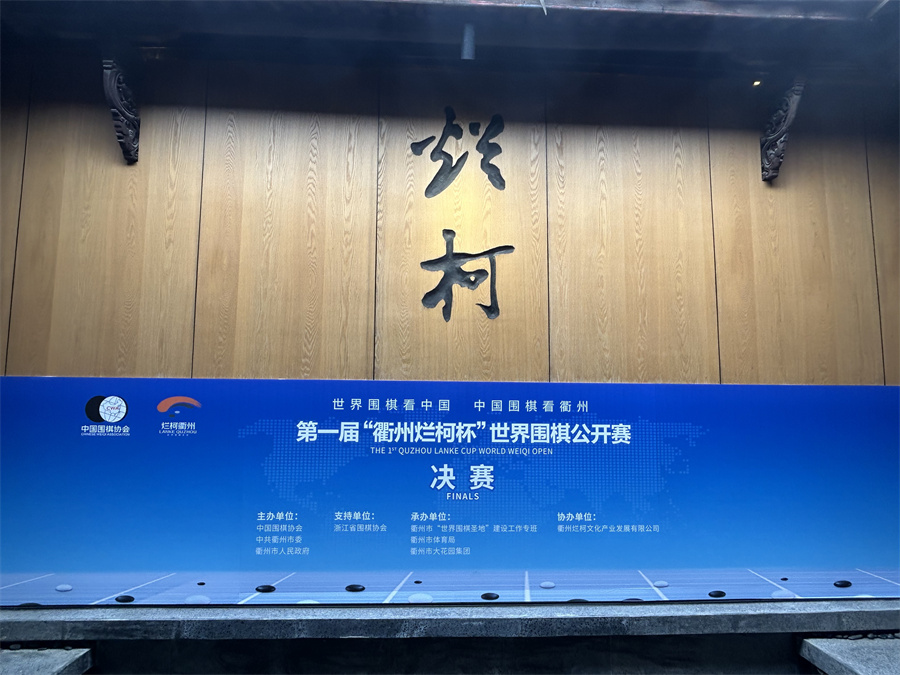 烂
柯
中国围棋协会
CHINESE WEIQI ASSOCIATION
烂柯衢州
LANKE QUZHOU
世界围棋看中国 中国围棋看衢州
第一届“衢州烂柯杯”世界围棋公开赛
THE 1ST QUZHOU LANKE CUP WORLD WEIQI OPEN
决赛
FINALS
主办单位：
中国围棋协会
中共衢州市委
衢州市人民政府
支持单位：
浙江省围棋协会
承办单位：
衢州市“世界围棋圣地”建设工作专班
衢州市体育局
衢州市大花园集团
协办单位：
衢州烂柯文化产业发展有限公司